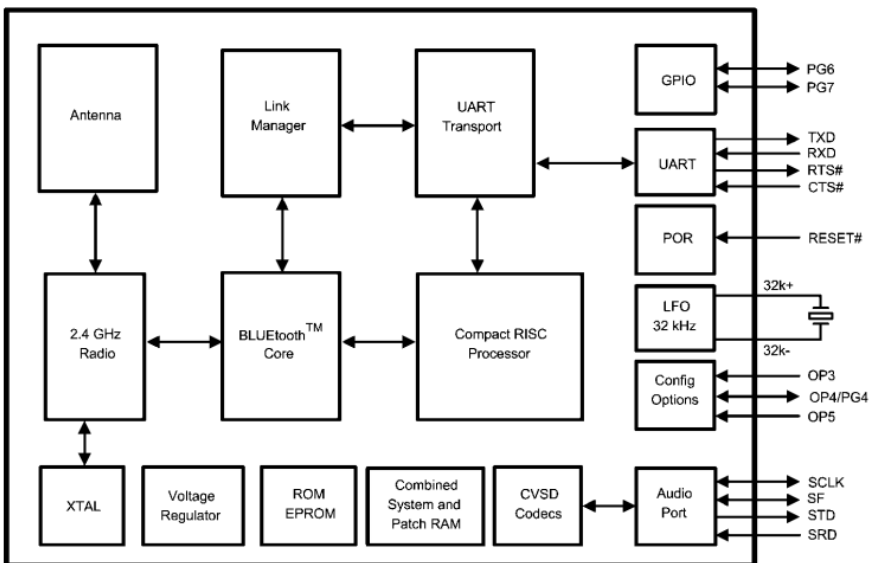 Antenna
Link
Manager
UART
Transport
GPIO
PG6
PG7
UART
TXD
RXD
RTS#
CTS#
POR
RESET#
2.4 GHz
Radio
BLUEtooth™
Core
Compact RISC
Processor
LFO
32 kHz
32k+
32k-
Config
Options
OP3
OP4/PG4
OP5
XTAL
Voltage
Regulator
ROM
EPROM
Combined
System and
Patch RAM
CVSD
Codecs
Audio
Port
SCLK
SF
STD
SRD